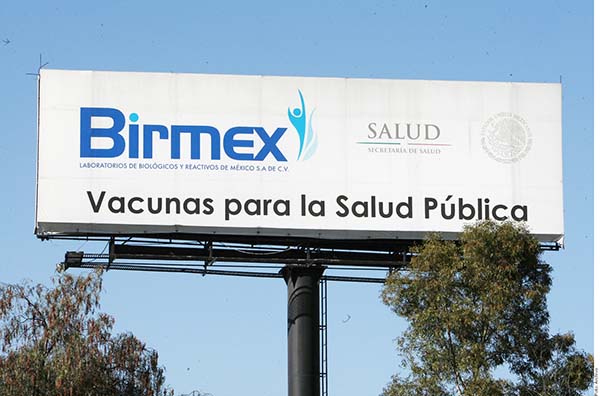 Birmex
LABORATORIOS DE BIOLÓGICOS Y REACTIVOS DE MÉXICO S.A DE C.V.
SALUD
SECRETARÍA DE SALUD
Vacunas para la Salud Pública